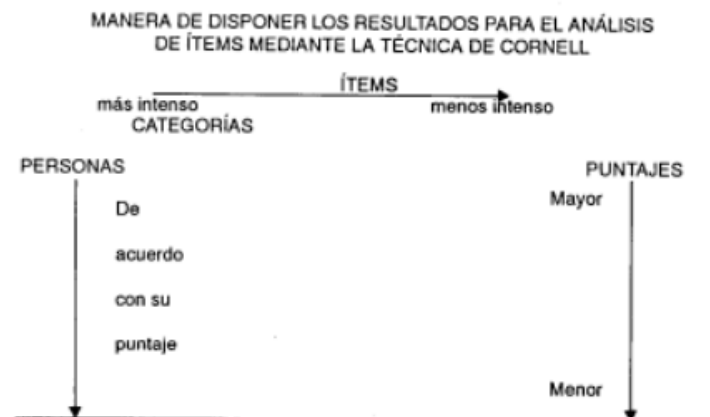 MANERA DE DISPONER LOS RESULTADOS PARA EL ANÁLISIS
DE ÍTEMS MEDIANTE LA TÉCNICA DE CORNELL
ÍTEMS
más intenso menos intenso
CATEGORÍAS
PERSONAS PUNTAJES
De Mayor
acuerdo
con su
puntaje
Menor